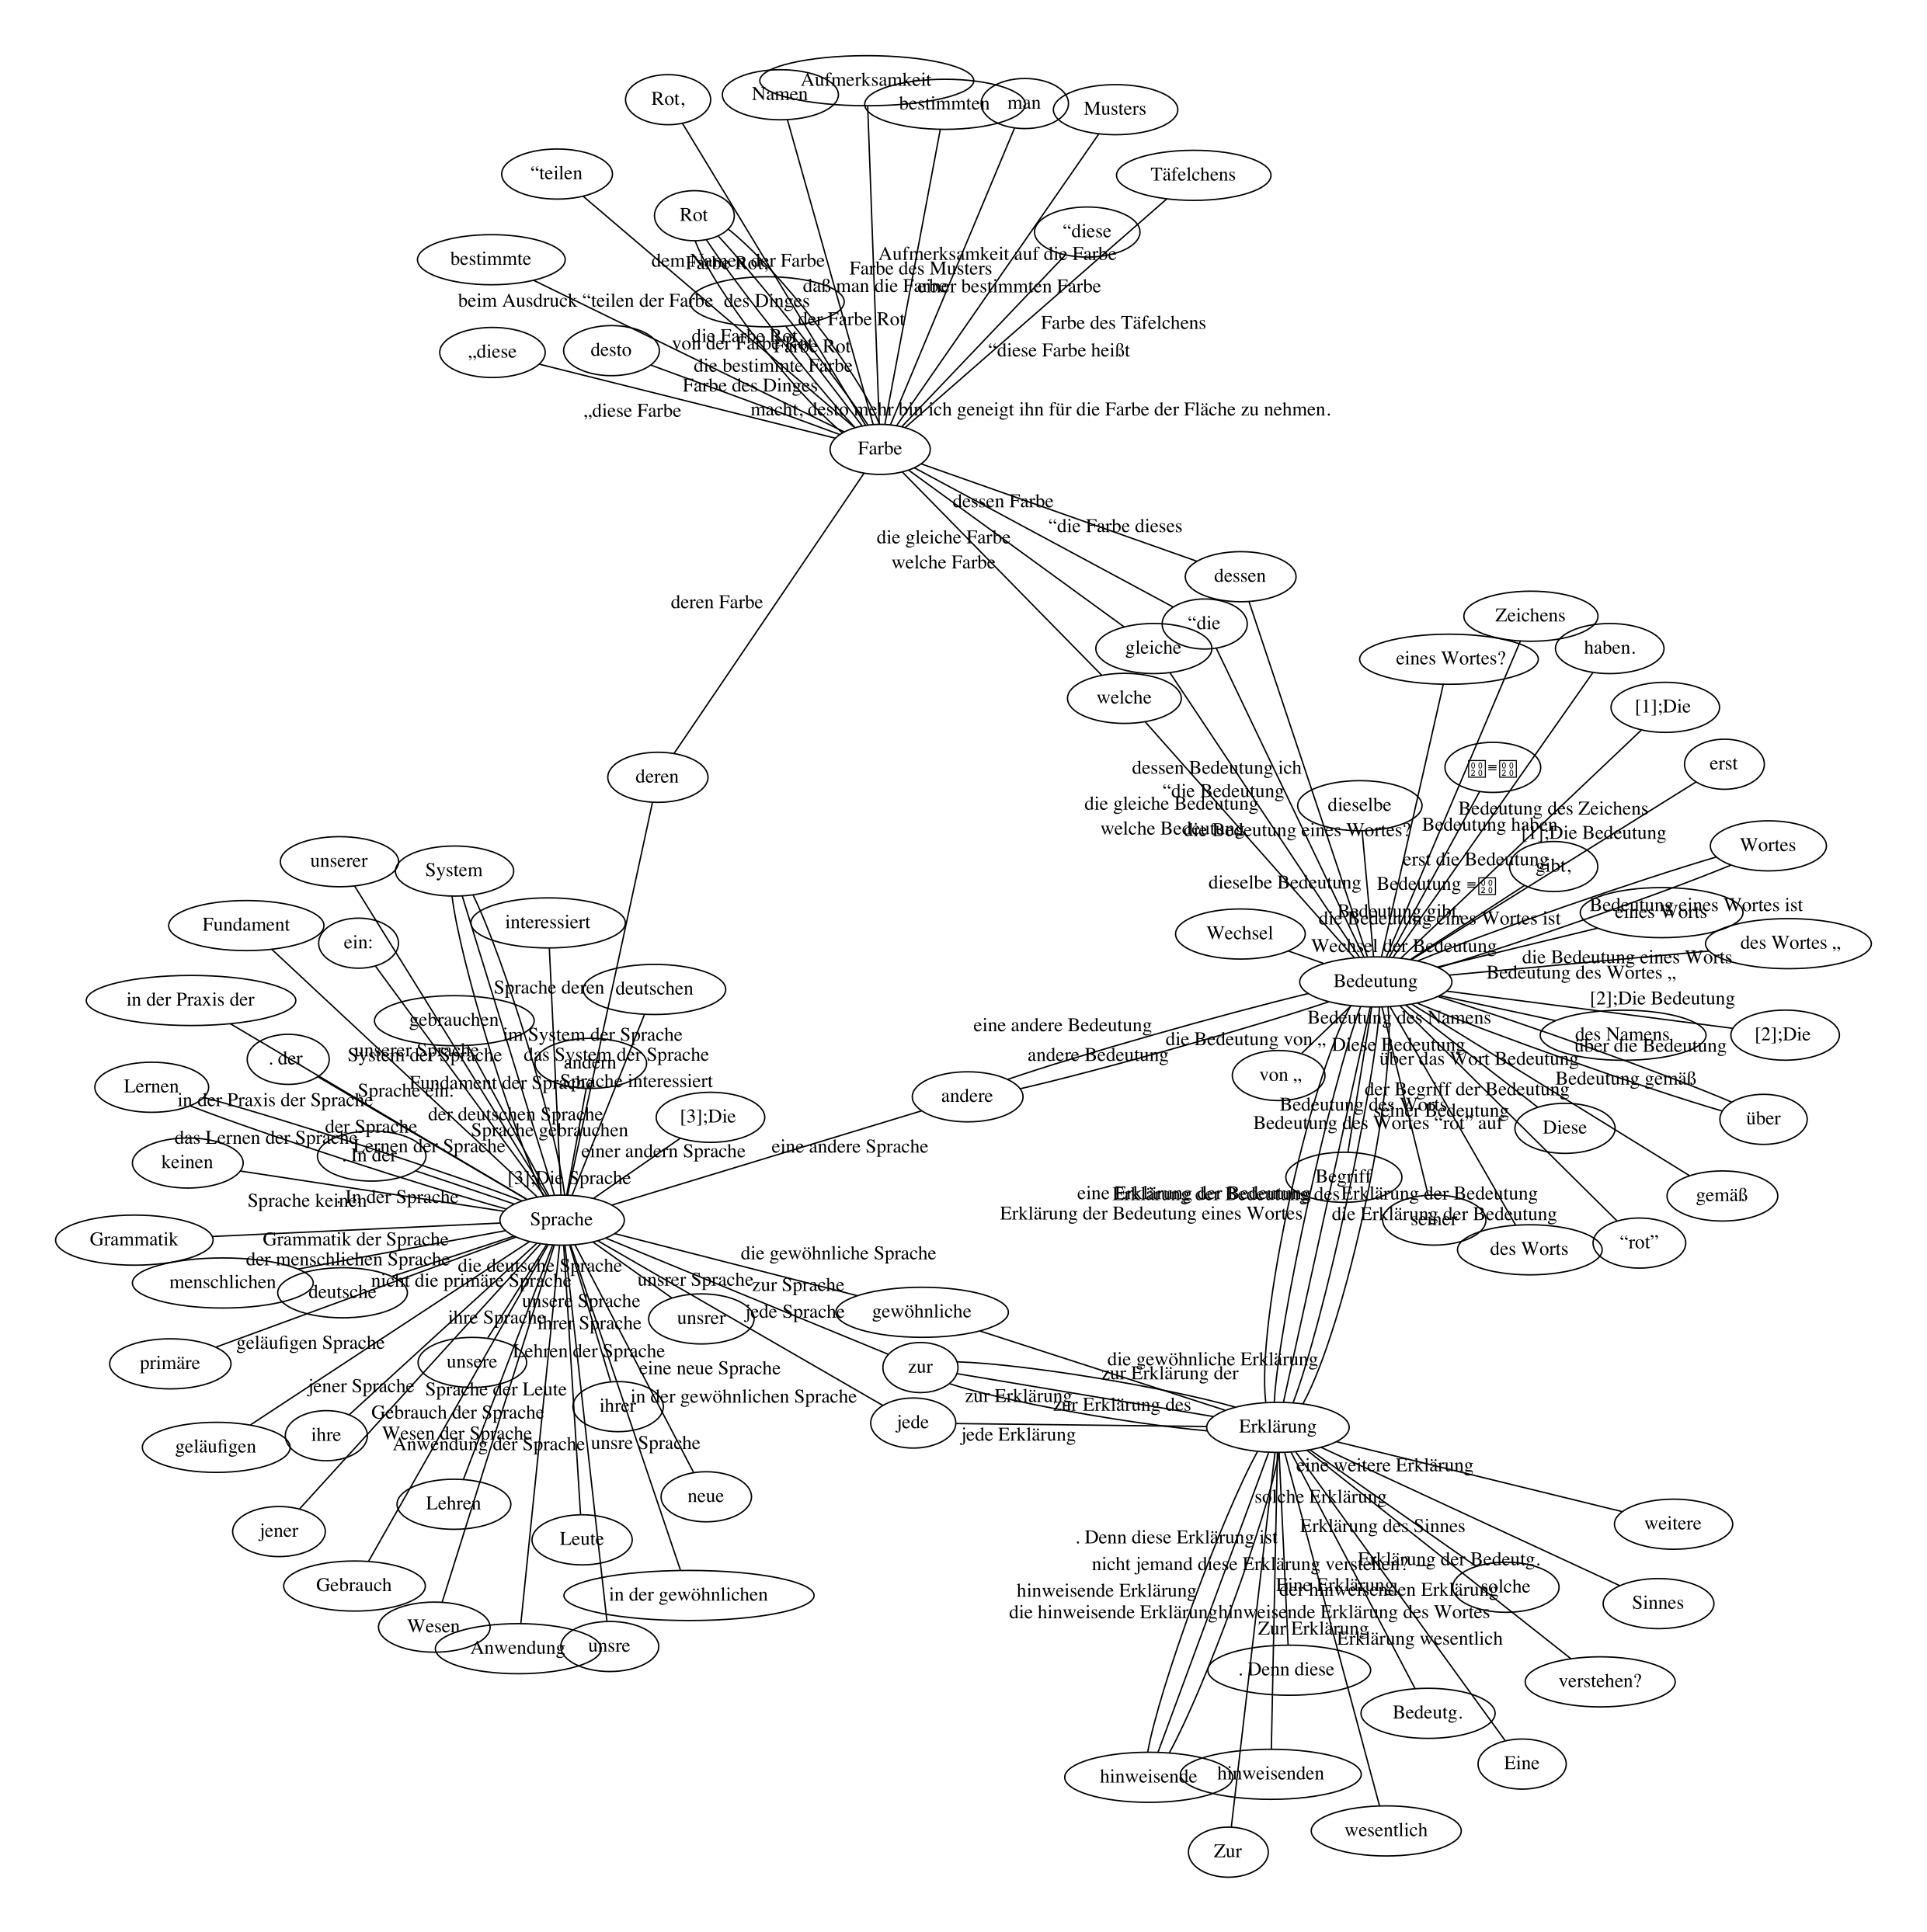 Aufmerksamkeit
Namen
Rot,
bestimmten
man
Musters
“teilen
Täfelchens
Rot
“diese
bestimmte
Aufmerksamkeit auf die Farbe
dem Namen der Farbe
Farbe Rot,
Farbe des Musters
daß man die Farbe
einer bestimmten Farbe
beim Ausdruck “teilen der Farbe
des Dinges
der Farbe Rot
Farbe des Täfelchens
die Farbe Rot
von der Farbe Rot
Farbe Rot
„diese
desto
“diese Farbe heißt
die bestimmte Farbe
Farbe des Dinges
„diese Farbe
macht, desto mehr bin ich geneigt ihn für die Farbe der Fläche zu nehmen.
Farbe
dessen Farbe
“die Farbe dieses
die gleiche Farbe
welche Farbe
dessen
deren Farbe
Zeichens
“die
gleiche
haben.
eines Wortes?
welche
[1];Die
deren
erst
dessen Bedeutung ich
≡
“die Bedeutung
die gleiche Bedeutung
dieselbe
Bedeutung des Zeichens
welche Bedeutung
die Bedeutung eines Wortes?
Bedeutung haben.
[1];Die Bedeutung
Wortes
unserer
System
erst die Bedeutung
gibt,
dieselbe Bedeutung
Bedeutung ≡
Fundament
interessiert
Bedeutung gibt,
die Bedeutung eines Wortes ist
Bedeutung eines Wortes ist
eines Worts
ein:
Wechsel
Wechsel der Bedeutung
des Wortes „
die Bedeutung eines Worts
Bedeutung des Wortes „
Bedeutung
Sprache deren
deutschen
in der Praxis der
[2];Die Bedeutung
gebrauchen
Bedeutung des Namens
eine andere Bedeutung
im System der Sprache
die Bedeutung von „
Diese Bedeutung
des Namens
[2];Die
über die Bedeutung
unserer Sprache
System der Sprache
das System der Sprache
andere Bedeutung
über das Wort Bedeutung
. der
andern
von „
Lernen
Fundament der Sprache
Sprache interessiert
Sprache ein:
der Begriff der Bedeutung
Bedeutung gemäß
in der Praxis der Sprache
andere
Bedeutung des Worts
seiner Bedeutung
der deutschen Sprache
[3];Die
über
der Sprache
Sprache gebrauchen
Bedeutung des Wortes “rot” auf
Diese
das Lernen der Sprache
Lernen der Sprache
einer andern Sprache
eine andere Sprache
keinen
. In der
[3];Die Sprache
Begriff
Sprache keinen
. In der Sprache
eine Erklärung der Bedeutung
Erklärung der Bedeutung des
Erklärung der Bedeutung
gemäß
Erklärung der Bedeutung eines Wortes
die Erklärung der Bedeutung
Sprache
seiner
Grammatik
Grammatik der Sprache
des Worts
“rot”
der menschlichen Sprache
die gewöhnliche Sprache
die deutsche Sprache
menschlichen
nicht die primäre Sprache
unsrer Sprache
zur Sprache
deutsche
unsere Sprache
jede Sprache
gewöhnliche
ihre Sprache
ihrer Sprache
unsrer
geläufigen Sprache
Lehren der Sprache
primäre
unsere
eine neue Sprache
zur
die gewöhnliche Erklärung
zur Erklärung der
jener Sprache
Sprache der Leute
in der gewöhnlichen Sprache
zur Erklärung
zur Erklärung des
ihrer
Gebrauch der Sprache
jede
Erklärung
ihre
Wesen der Sprache
jede Erklärung
geläufigen
Anwendung der Sprache
unsre Sprache
eine weitere Erklärung
neue
solche Erklärung
Lehren
jener
Leute
Erklärung des Sinnes
weitere
. Denn diese Erklärung ist
nicht jemand diese Erklärung verstehen?
Erklärung der Bedeutg.
Gebrauch
in der gewöhnlichen
hinweisende Erklärung
Eine Erklärung
der hinweisenden Erklärung
solche
Sinnes
die hinweisende Erklärung
hinweisende Erklärung des Wortes
Wesen
Zur Erklärung
Erklärung wesentlich
Anwendung
unsre
. Denn diese
verstehen?
Bedeutg.
Eine
hinweisende
hinweisenden
wesentlich
Zur